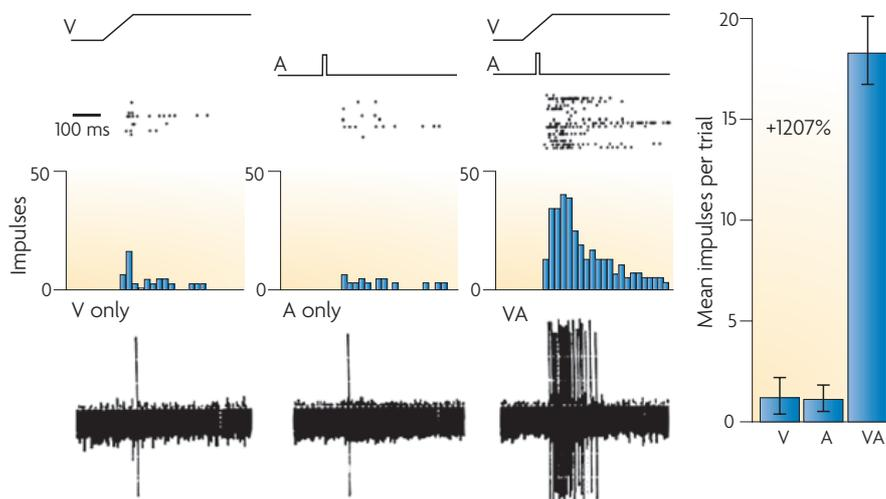 V
A
V
A
100 ms
Impulses
50
0
V only
50
0
A only
50
0
VA
Mean impulses per trial
20
15
10
5
0
+1207%
V
A
VA